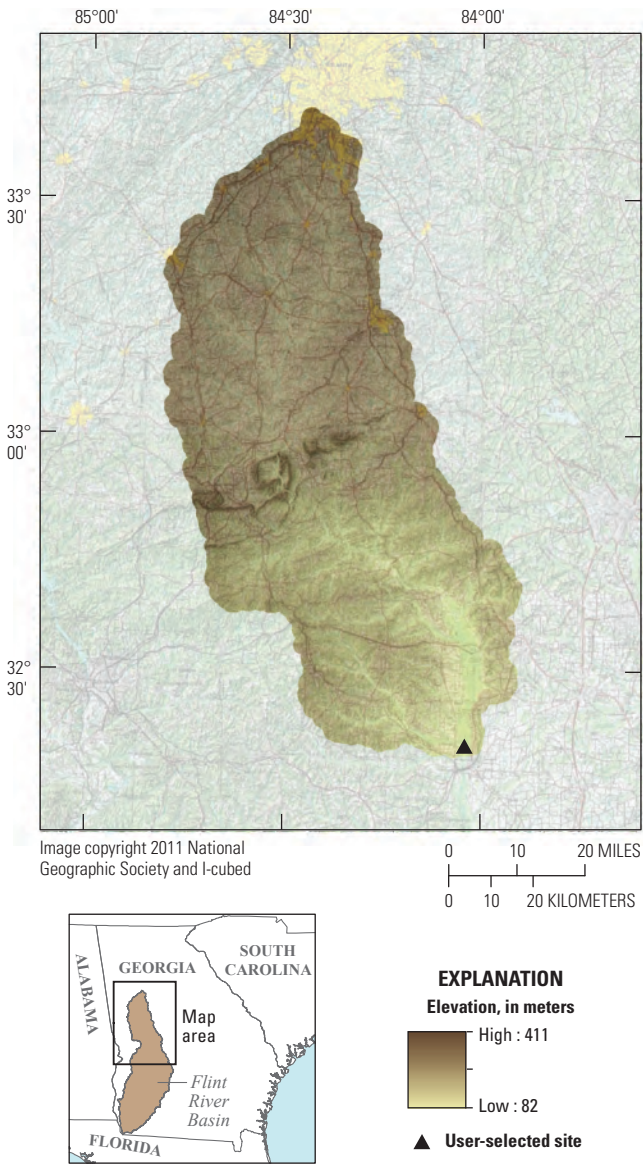 85°00'
84°30'
84°00'
33°
30'
33°
00'
32°
30'
Image copyright 2011 National
Geographic Society and I-cubed
0 10 20 MILES
0 10 20 KILOMETERS
ALABAMA
GEORGIA
SOUTH
CAROLINA
Map
area
Flint
River
Basin
FLORIDA
EXPLANATION
Elevation, in meters
High : 411
Low : 82
User-selected site